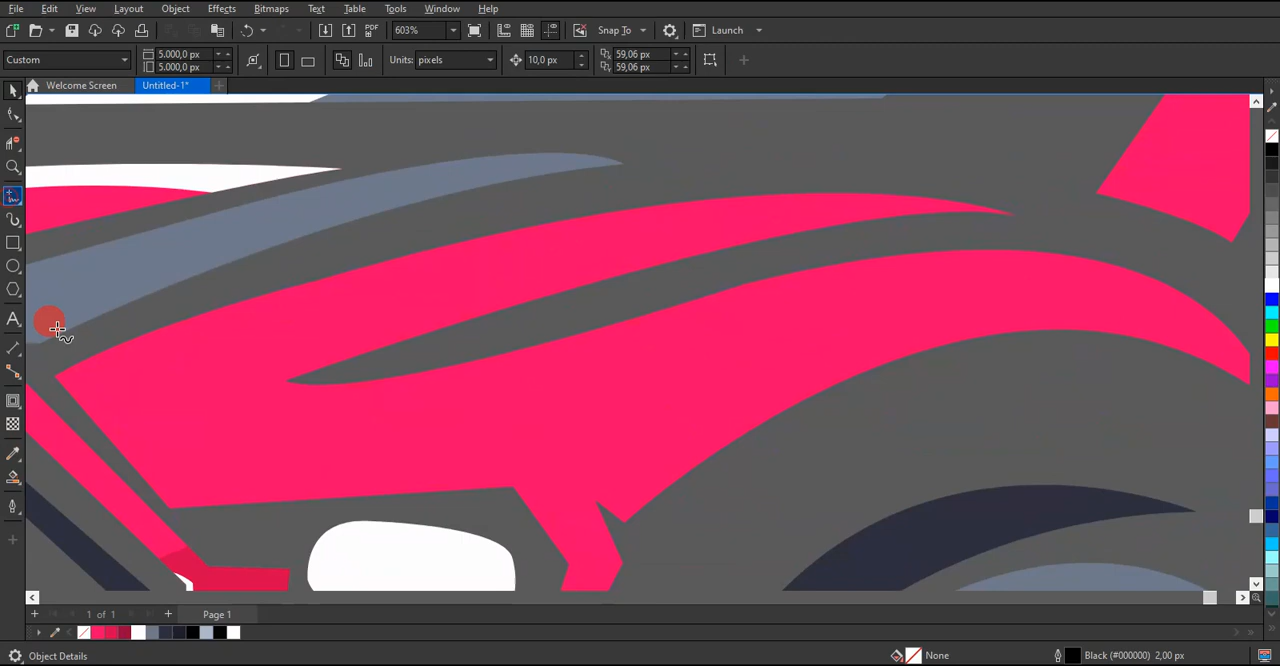 File Edit View Layout Object Effects Bitmaps Text Table Tools Window Help
603% Snap To Launch
PDF
Custom 5.000,0 px Units: pixels 10,0 px 59,06 px
5.000,0 px 59,06 px
Welcome Screen Untitled-1*
1 of 1 Page 1
Object Details None Black (#000000) 2,00 px